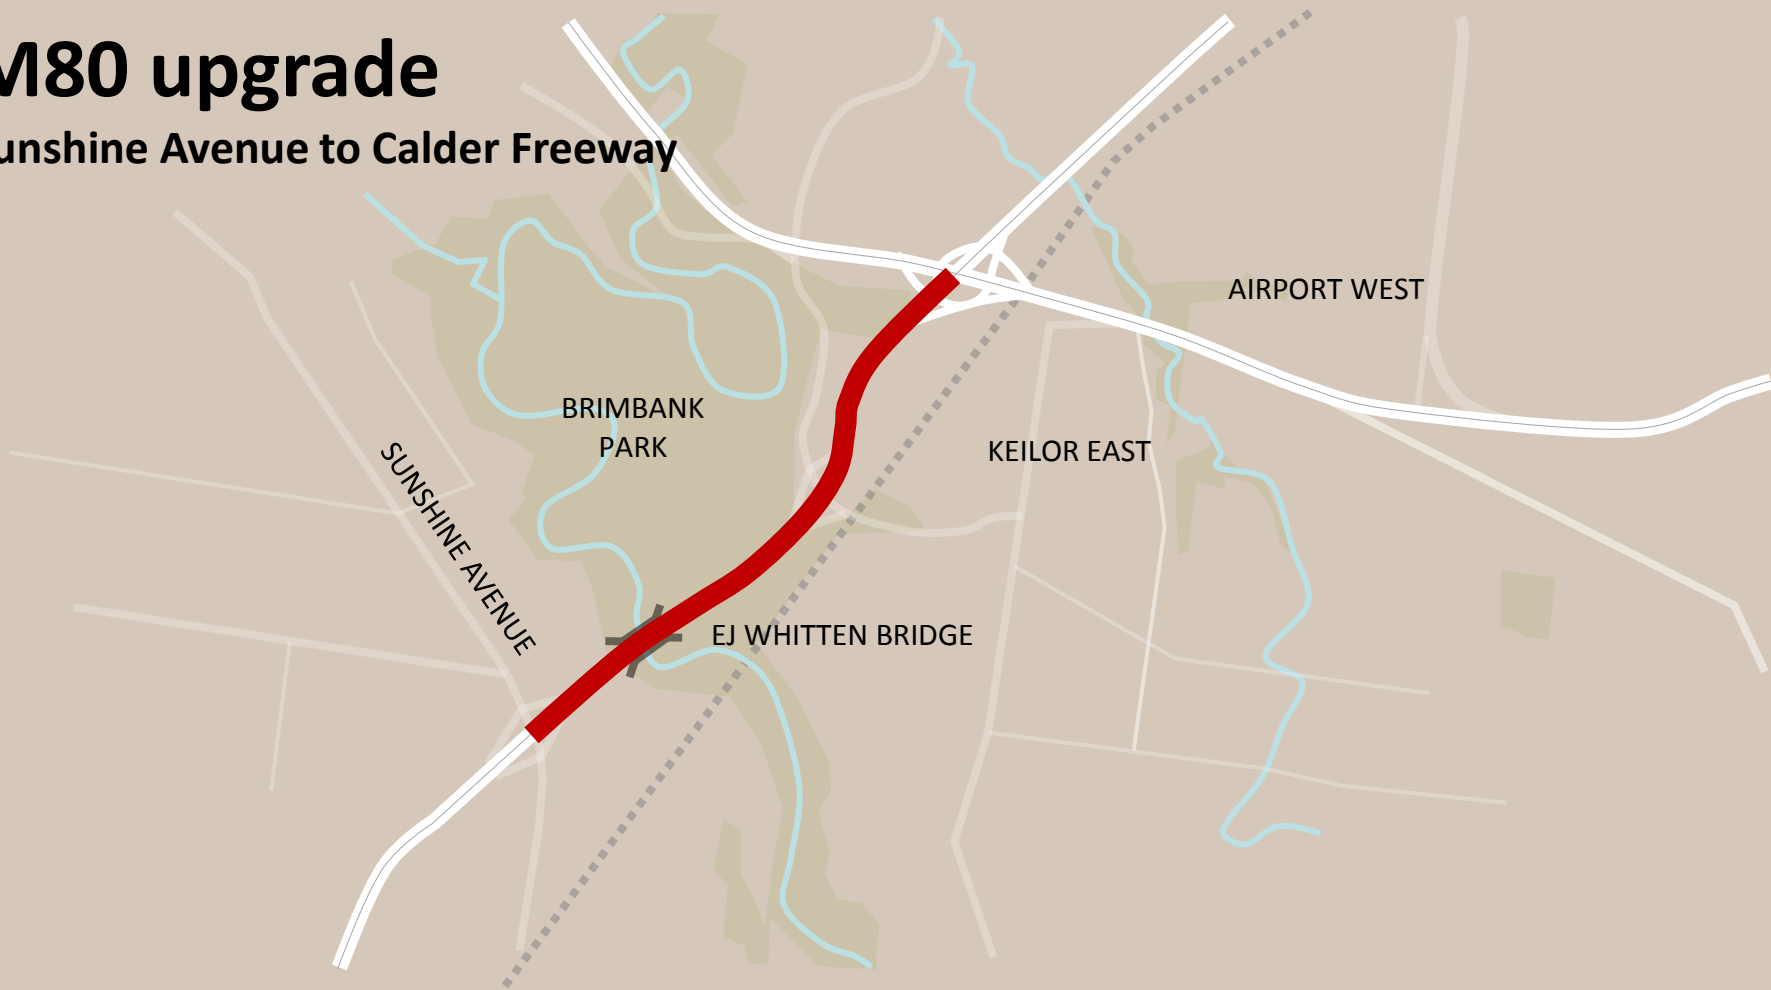 M80 upgrade
unshine Avenue to Calder Freeway
AIRPORT WEST
BRIMBANK
PARK
KEILOR EAST
SUNSHINE AVENUE
EJ WHITTEN BRIDGE